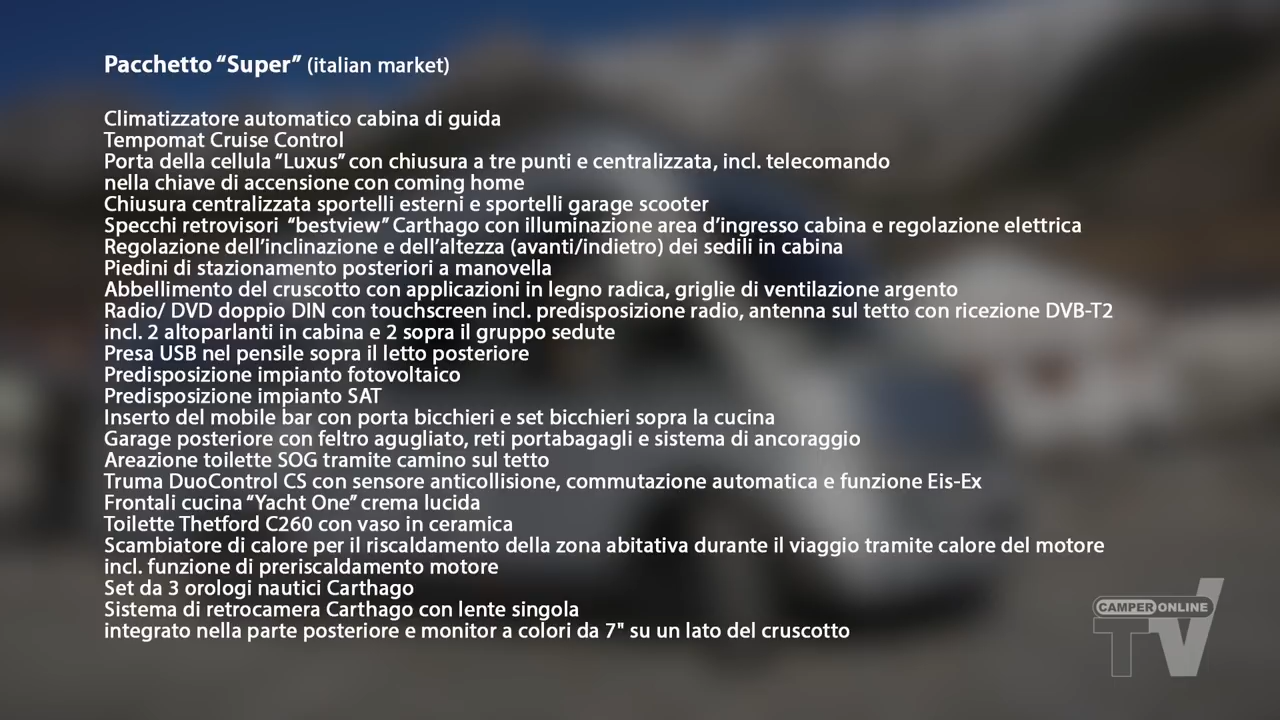 Pacchetto “Super” (italian market)
Climatizzatore automatico cabina di guida
Tempomat Cruise Control
Porta della cellula “Luxus” con chiusura a tre punti e centralizzata, incl. telecomando
nella chiave di accensione con coming home
Chiusura centralizzata sportelli esterni e sportelli garage scooter
Specchi retrovisori “bestview” Carthago con illuminazione area d’ingresso cabina e regolazione elettrica
Regolazione dell’inclinazione e dell’altezza (avanti/indietro) dei sedili in cabina
Piedini di stazionamento posteriori a manovella
Abbellimento del cruscotto con applicazioni in legno radica, griglie di ventilazione argento
Radio/ DVD doppio DIN con touchscreen incl. predisposizione radio, antenna sul tetto con ricezione DVB-T2
incl. 2 altoparlanti in cabina e 2 sopra il gruppo sedute
Presa USB nel pensile sopra il letto posteriore
Predisposizione impianto fotovoltaico
Predisposizione impianto SAT
Inserto del mobile bar con porta bicchieri e set bicchieri sopra la cucina
Garage posteriore con feltro agugliato, reti portabagagli e sistema di ancoraggio
Areazione toilette SOG tramite camino sul tetto
Truma DuoControl CS con sensore anticollisione, commutazione automatica e funzione Eis-Ex
Frontali cucina “Yacht One” crema lucida
Toilette Thetford C260 con vaso in ceramica
Scambiatore di calore per il riscaldamento della zona abitativa durante il viaggio tramite calore del motore
incl. funzione di preriscaldamento motore
Set da 3 orologi nautici Carthago
Sistema di retrocamera Carthago con lente singola
integrato nella parte posteriore e monitor a colori da 7" su un lato del cruscotto
CAMPER ONLINE
TV